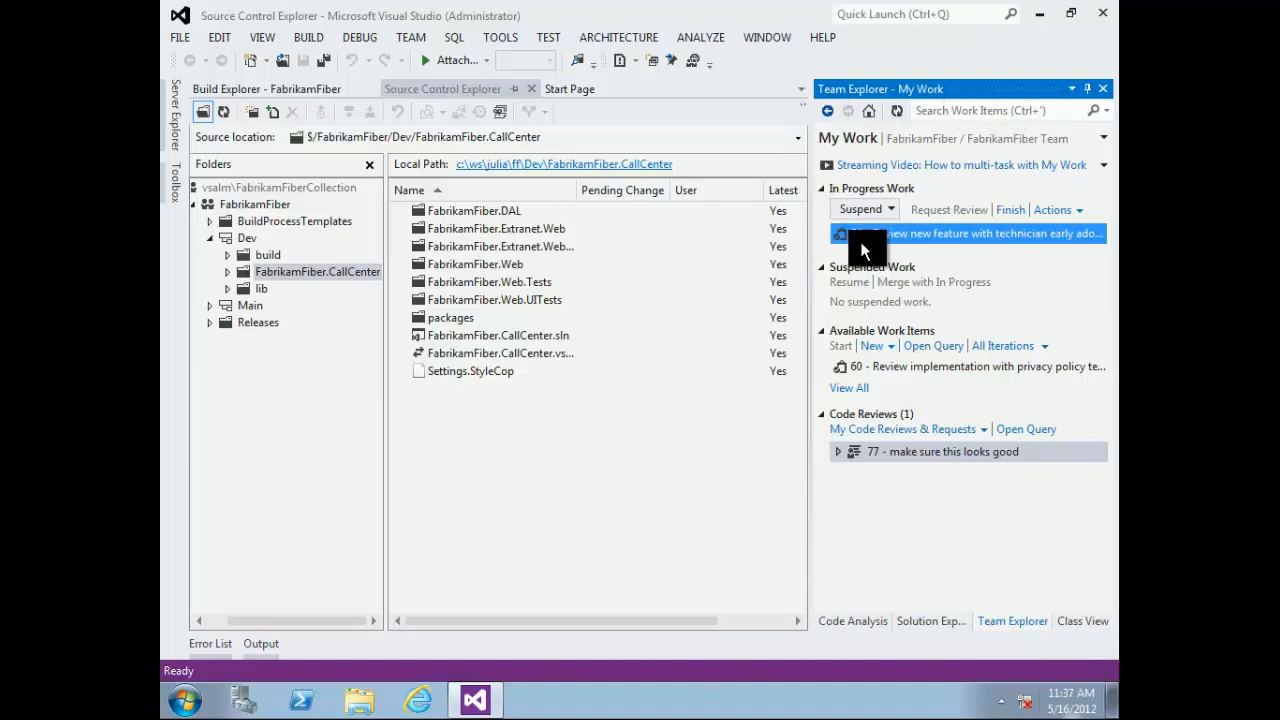 Source Control Explorer - Microsoft Visual Studio (Administrator)
Quick Launch (Ctrl+Q)
FILE EDIT VIEW BUILD DEBUG TEAM SQL TOOLS TEST ARCHITECTURE ANALYZE WINDOW HELP
Attach...
Server Explorer
Toolbox
Build Explorer - FabrikamFiber
Source Control Explorer
Start Page
Source location: $/FabrikamFiber/Dev/FabrikamFiber.CallCenter
Folders
vsalm\FabrikamFiberCollection
FabrikamFiber
BuildProcessTemplates
Dev
build
FabrikamFiber.CallCenter
lib
Main
Releases
Local Path: c:\ws\julia\ff\Dev\FabrikamFiber.CallCenter
Name Pending Change User Latest
FabrikamFiber.DAL Yes
FabrikamFiber.Extranet.Web Yes
FabrikamFiber.Extranet.Web... Yes
FabrikamFiber.Web Yes
FabrikamFiber.Web.Tests Yes
FabrikamFiber.Web.UITests Yes
packages Yes
FabrikamFiber.CallCenter.sln Yes
FabrikamFiber.CallCenter.vs... Yes
Settings.StyleCop Yes
Team Explorer - My Work
Search Work Items (Ctrl+')
My Work | FabrikamFiber / FabrikamFiber Team
Streaming Video: How to multi-task with My Work
In Progress Work
Suspend Request Review | Finish | Actions
new feature with technician early ado...
Suspended Work
Resume | Merge with In Progress
No suspended work.
Available Work Items
Start | New | Open Query | All Iterations
60 - Review implementation with privacy policy te...
View All
Code Reviews (1)
My Code Reviews & Requests | Open Query
77 - make sure this looks good
Code Analysis Solution Exp... Team Explorer Class View
Error List Output
Ready
11:37 AM
5/16/2012